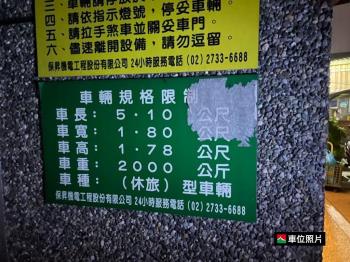 三、車輛請停放
四、請依指示燈號，停妥車輛。
五、請拉手煞車並關妥車門。
六、儘速離開設備，請勿逗留。
保昇機電工程股份有限公司 24小時服務電話（02）2733-6688
車輛規格限制
車長： 5·10 公尺
車寬： 1·80 公尺
車高： 1·78 公尺
車重： 2000 公斤
車種： （休旅）型車輛
保昇機電工程股份有限公司 24小時服務電話（02）2733-6688
車位照片